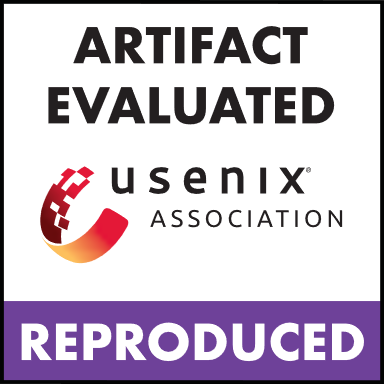 ARTIFACT
EVALUATED
usenix®
ASSOCIATION
REPRODUCED